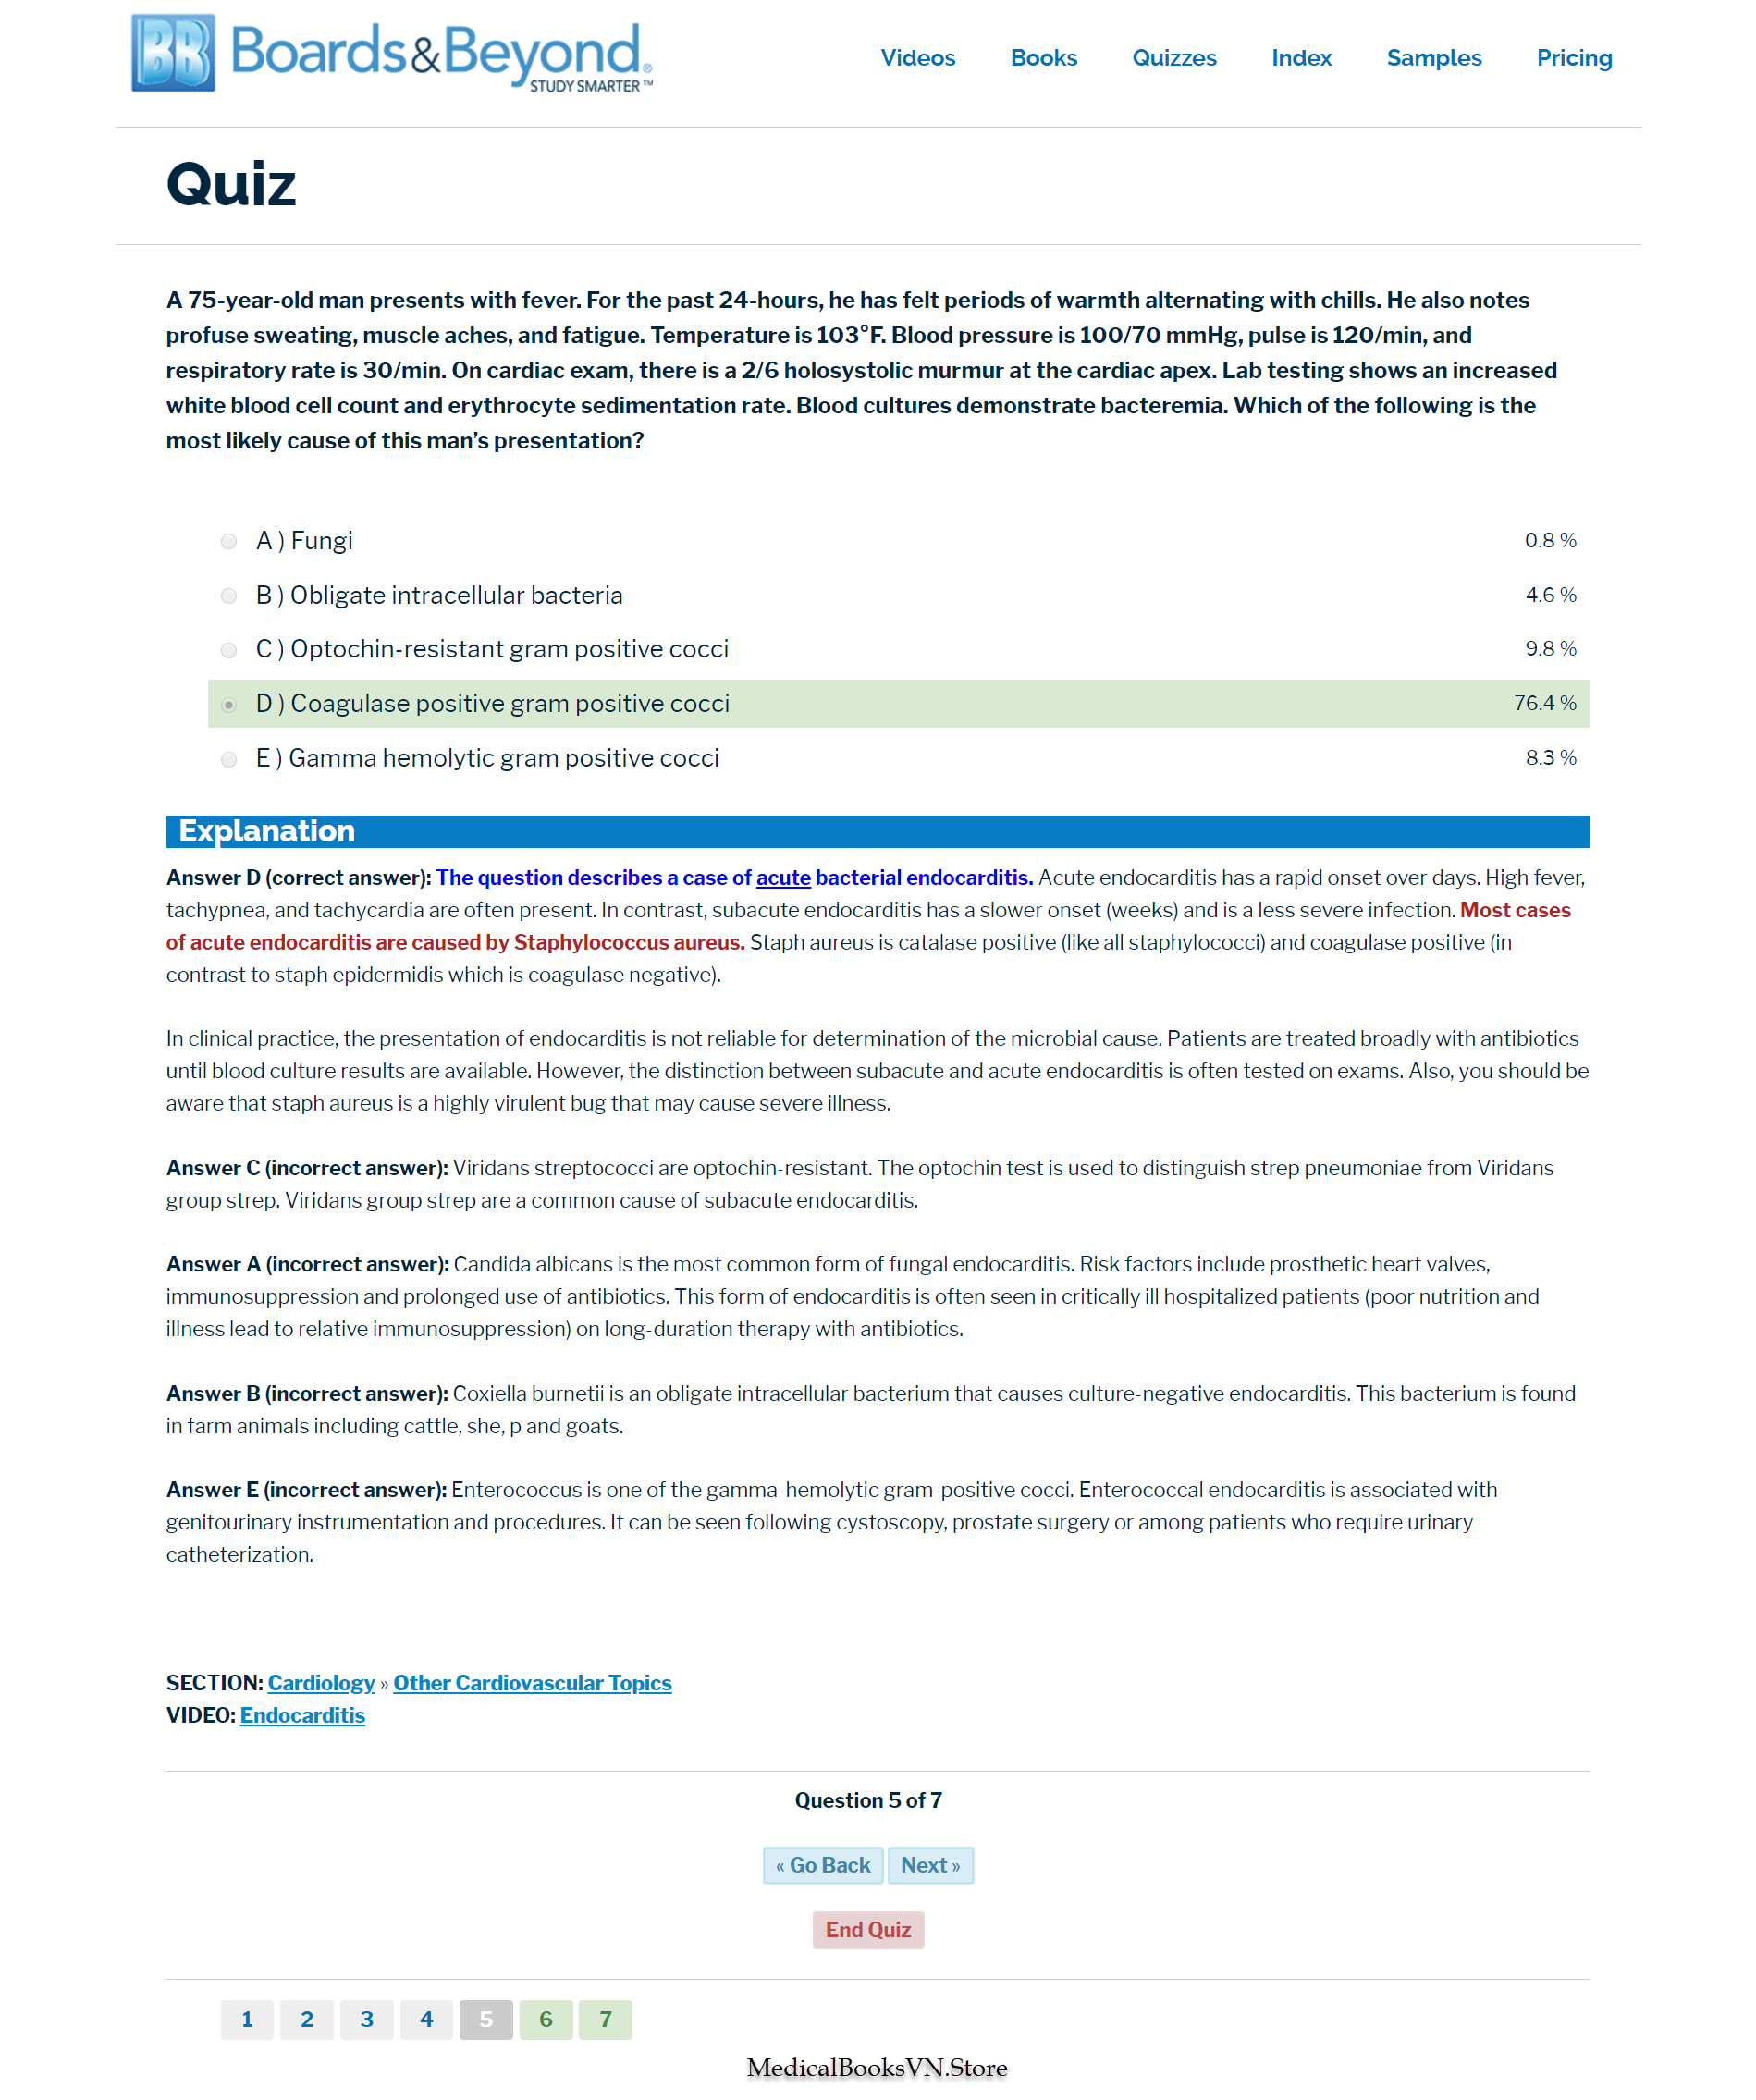 BB Boards&Beyond®
STUDY SMARTER™
Videos Books Quizzes Index Samples Pricing
Quiz
A 75-year-old man presents with fever. For the past 24-hours, he has felt periods of warmth alternating with chills. He also notes
profuse sweating, muscle aches, and fatigue. Temperature is 103°F. Blood pressure is 100/70 mmHg, pulse is 120/min, and
respiratory rate is 30/min. On cardiac exam, there is a 2/6 holosystolic murmur at the cardiac apex. Lab testing shows an increased
white blood cell count and erythrocyte sedimentation rate. Blood cultures demonstrate bacteremia. Which of the following is the
most likely cause of this man's presentation?
A ) Fungi 0.8 %
B ) Obligate intracellular bacteria 4.6 %
C ) Optochin-resistant gram positive cocci 9.8 %
D ) Coagulase positive gram positive cocci 76.4 %
E ) Gamma hemolytic gram positive cocci 8.3 %
Explanation
Answer D (correct answer): The question describes a case of acute bacterial endocarditis. Acute endocarditis has a rapid onset over days. High fever,
tachypnea, and tachycardia are often present. In contrast, subacute endocarditis has a slower onset (weeks) and is a less severe infection. Most cases
of acute endocarditis are caused by Staphylococcus aureus. Staph aureus is catalase positive (like all staphylococci) and coagulase positive (in
contrast to staph epidermidis which is coagulase negative).
In clinical practice, the presentation of endocarditis is not reliable for determination of the microbial cause. Patients are treated broadly with antibiotics
until blood culture results are available. However, the distinction between subacute and acute endocarditis is often tested on exams. Also, you should be
aware that staph aureus is a highly virulent bug that may cause severe illness.
Answer C (incorrect answer): Viridans streptococci are optochin-resistant. The optochin test is used to distinguish strep pneumoniae from Viridans
group strep. Viridans group strep are a common cause of subacute endocarditis.
Answer A (incorrect answer): Candida albicans is the most common form of fungal endocarditis. Risk factors include prosthetic heart valves,
immunosuppression and prolonged use of antibiotics. This form of endocarditis is often seen in critically ill hospitalized patients (poor nutrition and
illness lead to relative immunosuppression) on long-duration therapy with antibiotics.
Answer B (incorrect answer): Coxiella burnetii is an obligate intracellular bacterium that causes culture-negative endocarditis. This bacterium is found
in farm animals including cattle, she, p and goats.
Answer E (incorrect answer): Enterococcus is one of the gamma-hemolytic gram-positive cocci. Enterococcal endocarditis is associated with
genitourinary instrumentation and procedures. It can be seen following cystoscopy, prostate surgery or among patients who require urinary
catheterization.
SECTION: Cardiology » Other Cardiovascular Topics
VIDEO: Endocarditis
Question 5 of 7
« Go Back Next »
End Quiz
1 2 3 4 5 6 7
MedicalBooksVN.Store